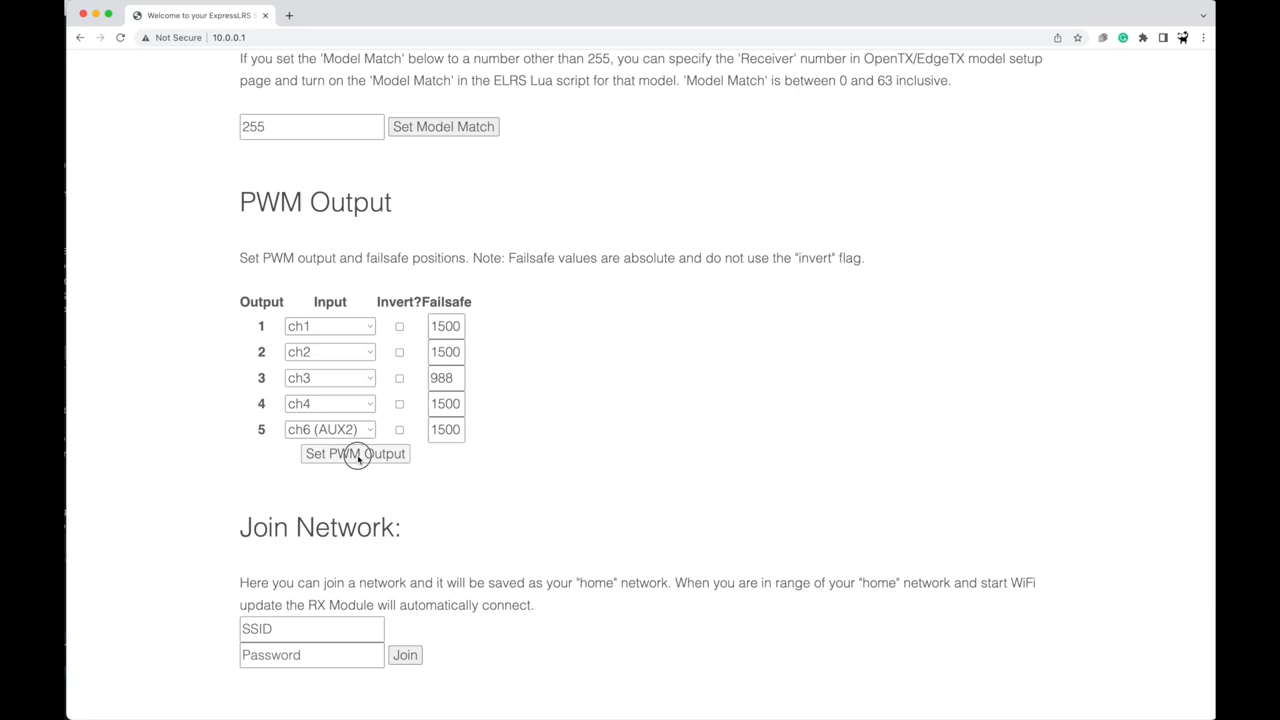 Welcome to your ExpressLRS
Not Secure 10.0.0.1
If you set the 'Model Match' below to a number other than 255, you can specify the 'Receiver' number in OpenTX/EdgeTX model setup
page and turn on the 'Model Match' in the ELRS Lua script for that model. 'Model Match' is between 0 and 63 inclusive.
255 Set Model Match
PWM Output
Set PWM output and failsafe positions. Note: Failsafe values are absolute and do not use the "invert" flag.
Output Input Invert? Failsafe
1 ch1 1500
2 ch2 1500
3 ch3 988
4 ch4 1500
5 ch6 (AUX2) 1500
Set PWM Output
Join Network:
Here you can join a network and it will be saved as your "home" network. When you are in range of your "home" network and start WiFi
update the RX Module will automatically connect.
SSID
Password Join